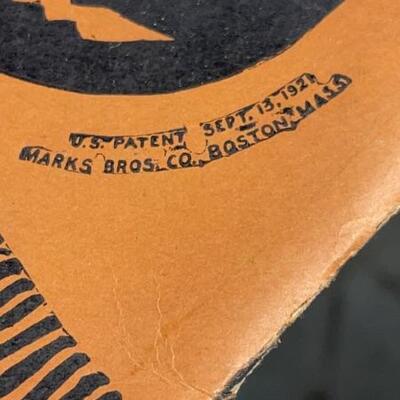 U.S. PATENT SEPT. 13, 1921
MARKS BROS. CO., BOSTON, MASS